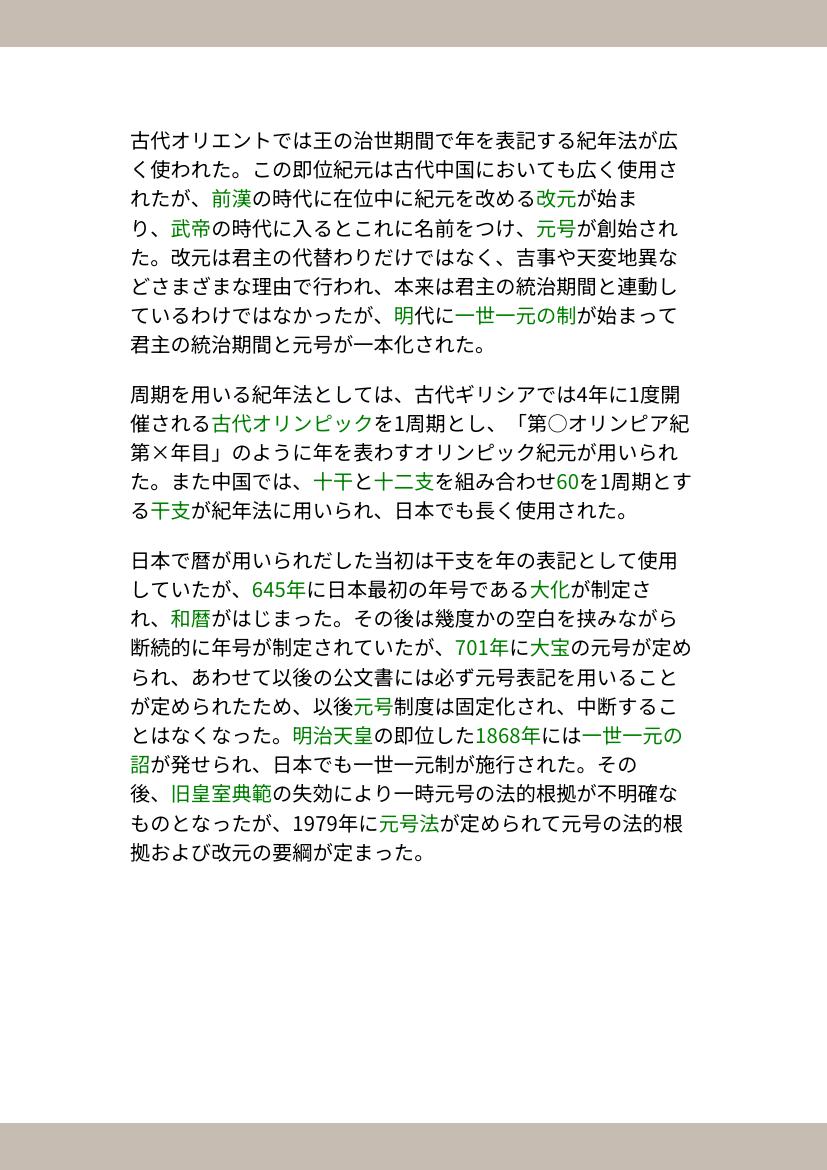 古代オリエントでは王の治世期間で年を表記する紀年法が広
く使われた。この即位紀元は古代中国においても広く使用さ
れたが、前漢の時代に在位中に紀元を改める改元が始ま
り、武帝の時代に入るとこれに名前をつけ、元号が創始され
た。改元は君主の代替わりだけではなく、吉事や天変地異な
どさまざまな理由で行われ、本来は君主の統治期間と連動し
ているわけではなかったが、明代に一世一元の制が始まって
君主の統治期間と元号が一本化された。
周期を用いる紀年法としては、古代ギリシアでは4年に1度開
催される古代オリンピックを1周期とし、「第○オリンピア紀
第×年目」のように年を表わすオリンピック紀元が用いられ
た。また中国では、十干と十二支を組み合わせ60を1周期とす
る干支が紀年法に用いられ、日本でも長く使用された。
日本で暦が用いられだした当初は干支を年の表記として使用
していたが、645年に日本最初の年号である大化が制定さ
れ、和暦がはじまった。その後は幾度かの空白を挟みながら
断続的に年号が制定されていたが、701年に大宝の元号が定め
られ、あわせて以後の公文書には必ず元号表記を用いること
が定められたため、以後元号制度は固定化され、中断するこ
とはなくなった。明治天皇の即位した1868年には一世一元の
詔が発せられ、日本でも一世一元制が施行された。その
後、旧皇室典範の失効により一時元号の法的根拠が不明確な
ものとなったが、1979年に元号法が定められて元号の法的根
拠および改元の要綱が定まった。